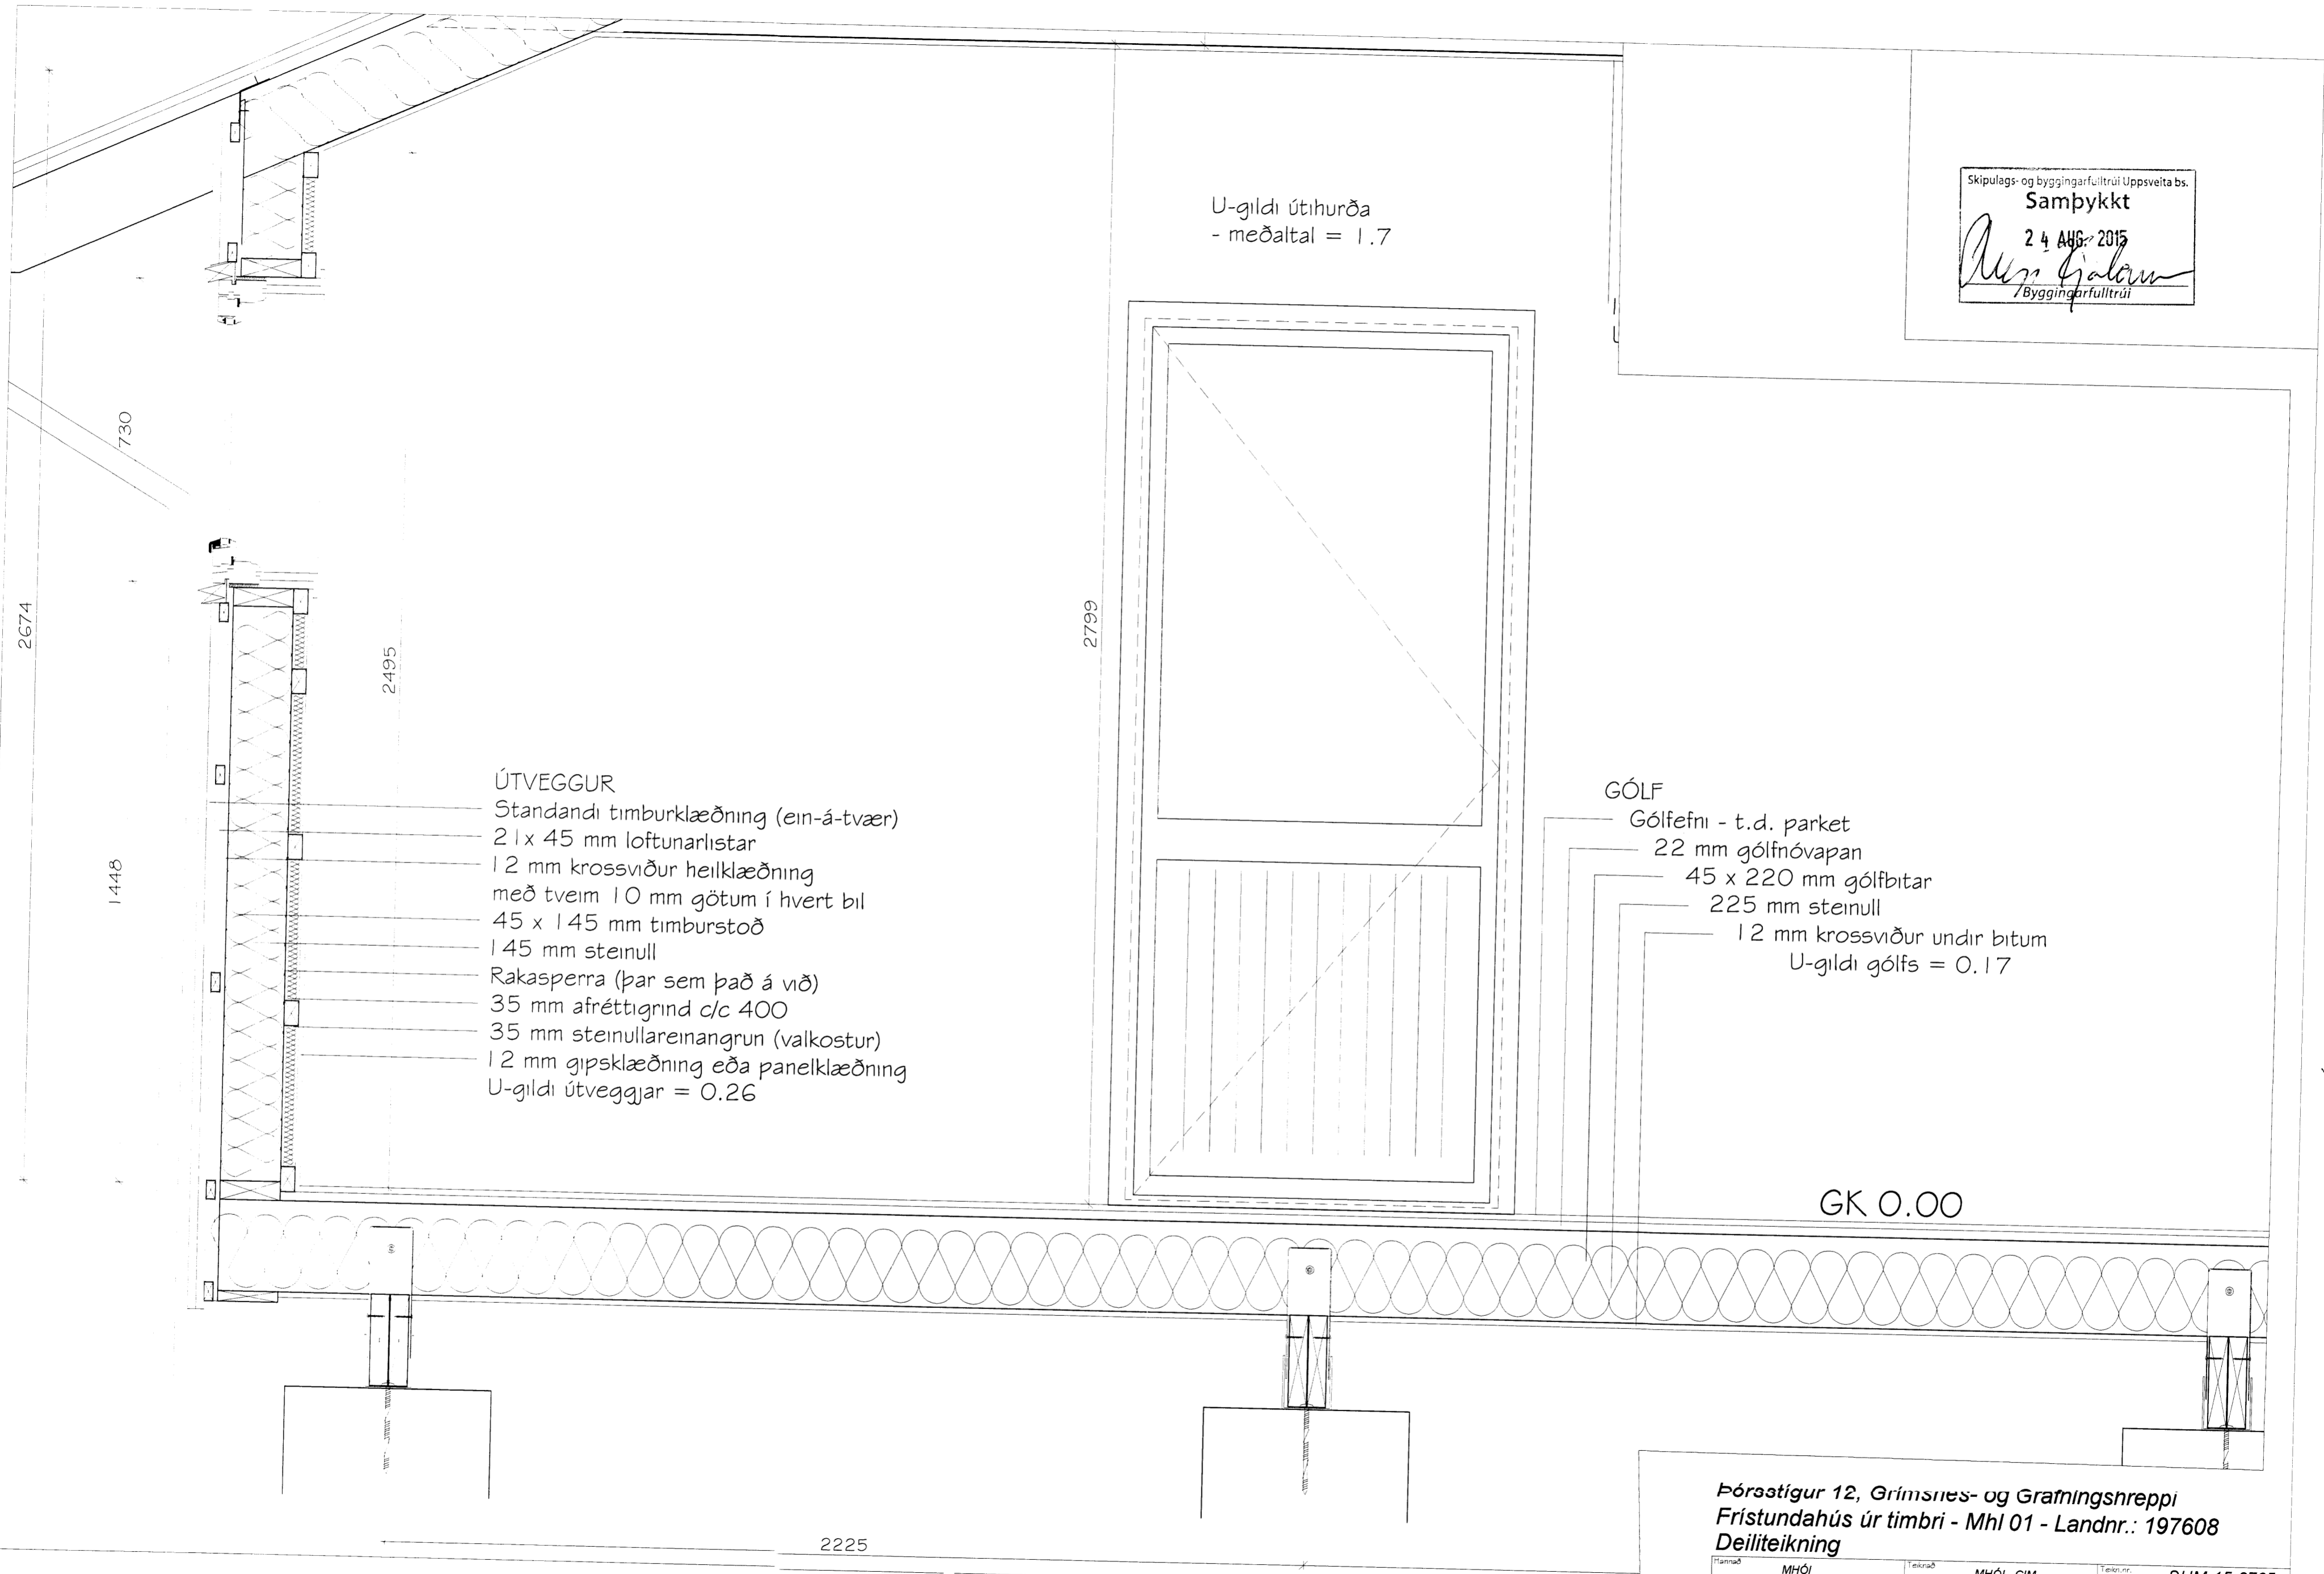 Skipulags- og byggingarfulltrúi Uppsveita bs.
Samþykkt
24 AUG. 2015
Byggingarfulltrúi
U-gildi útihurða
- meðaltal = 1.7
730
2674
2495
2799
1448
ÚTVEGGUR
Standandi timburklæðning (ein-á-tvær)
21x 45 mm loftunarlistar
12 mm krossviður heilklæðning
með tveim 10 mm götum í hvert bil
45 x 145 mm timburstoð
145 mm steinull
Rakasperra (þar sem það á við)
35 mm afréttigrind c/c 400
35 mm steinullareinangrun (valkostur)
12 mm gipsklæðning eða panelklæðning
U-gildi útveggjar = 0.26
GÓLF
Gólfefni - t.d. parket
22 mm gólfnóvapan
45 x 220 mm gólfbitar
225 mm steinull
12 mm krossviður undir bitum
U-gildi gólfs = 0.17
GK 0.00
2225
Þórsstígur 12, Grímsnes- og Grafningshreppi
Frístundahús úr timbri - Mhl 01 - Landnr.: 197608
Deiliteikning
Hannað
MHÓI
Teiknað
Teikn.nr.